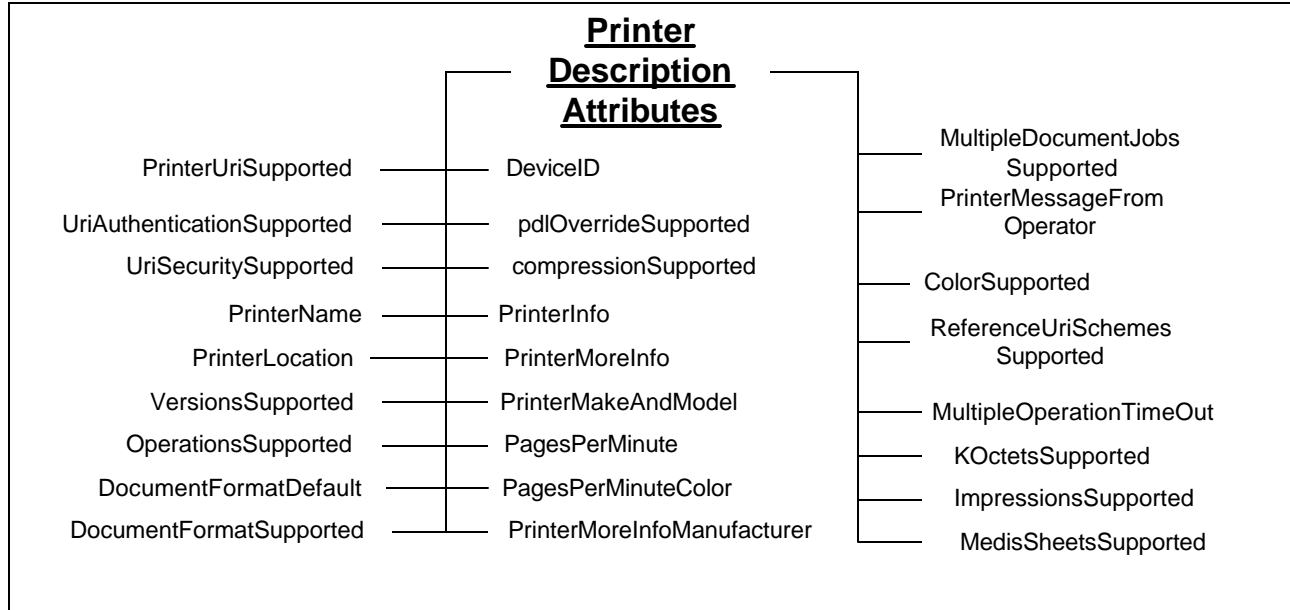 Printer
Description
Attributes
PrinterUriSupported
DeviceID
UriAuthenticationSupported
pdlOverrideSupported
UriSecuritySupported
compressionSupported
PrinterName
PrinterInfo
PrinterLocation
PrinterMoreInfo
VersionsSupported
PrinterMakeAndModel
OperationsSupported
PagesPerMinute
DocumentFormatDefault
PagesPerMinuteColor
DocumentFormatSupported
PrinterMoreInfoManufacturer
MultipleDocumentJobs
Supported
PrinterMessageFrom
Operator
ColorSupported
ReferenceUriSchemes
Supported
MultipleOperationTimeOut
KOctetsSupported
ImpressionsSupported
MedisSheetsSupported